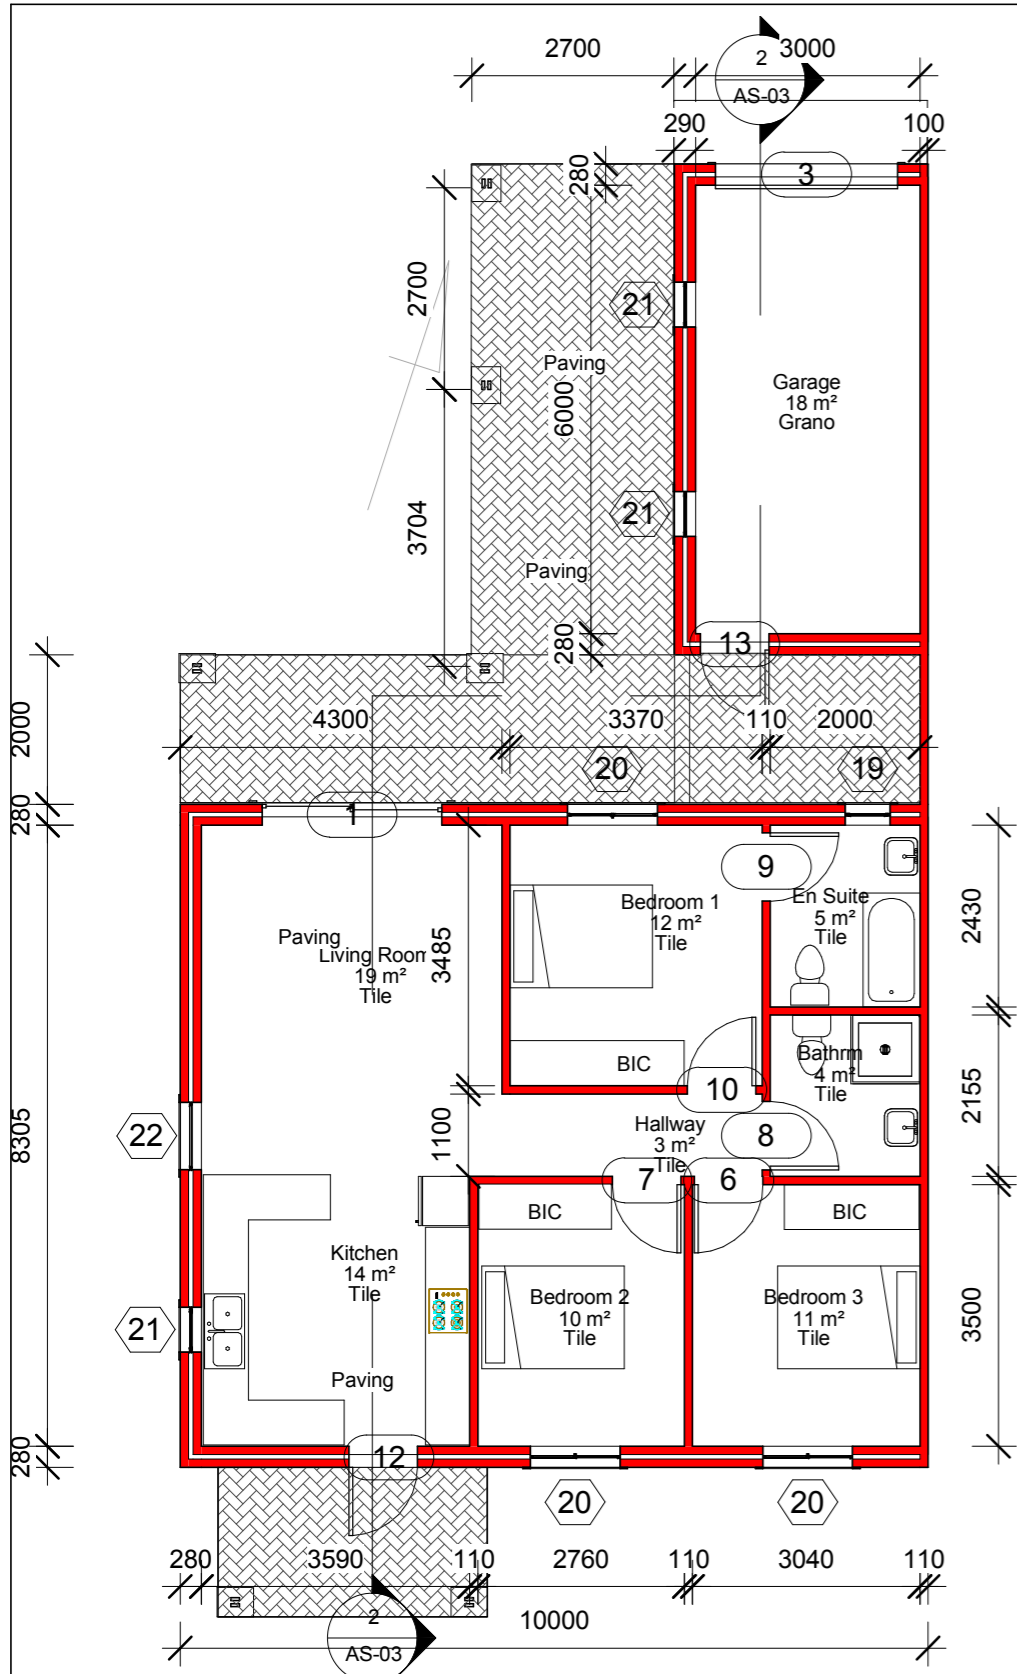 2700
3000
2
AS-03
290
100
280
3
2700
21
Paving
6000
Garage
18 m²
Grano
3704
21
Paving
280
13
2000
4300
3370
110
2000
20
19
280
1
9
Bedroom 1
12 m²
Tile
En Suite
5 m²
Tile
2430
Paving
Living Room
19 m²
Tile
3485
BIC
Bathrm
4 m²
Tile
10
2155
8305
22
1100
Hallway
3 m²
Tile
8
7
6
BIC
BIC
Kitchen
14 m²
Tile
Bedroom 2
10 m²
Tile
Bedroom 3
11 m²
Tile
3500
21
Paving
280
12
20
20
280
3590
110
2760
110
3040
110
2
AS-03
10000